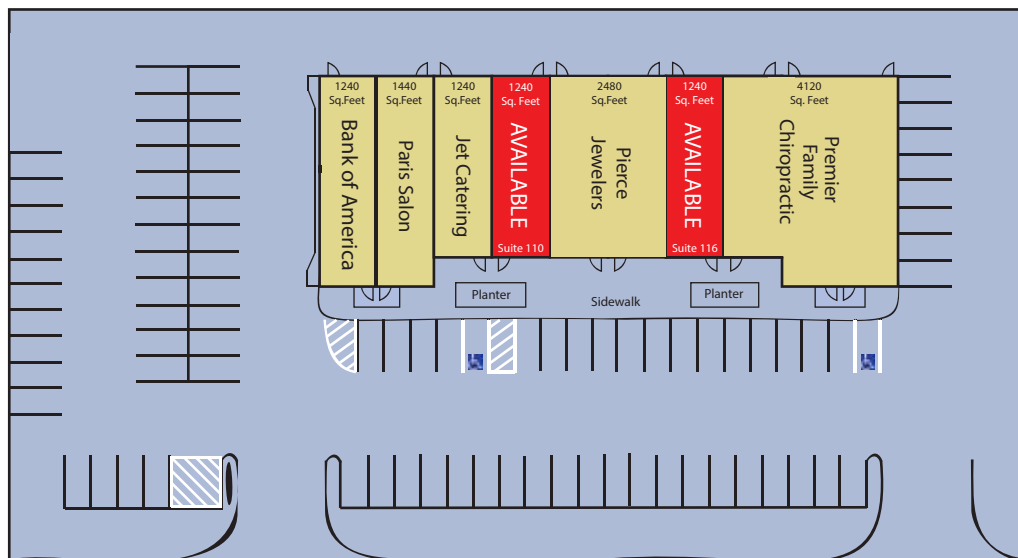 1240
Sq.Feet
Bank of America
1440
Sq.Feet
Paris Salon
1240
Sq.Feet
Jet Catering
1240
Sq. Feet
AVAILABLE
Suite 110
2480
Sq.Feet
Pierce
Jewelers
1240
Sq. Feet
AVAILABLE
Suite 116
4120
Sq. Feet
Premier
Family
Chiropractic
Planter
Sidewalk
Planter